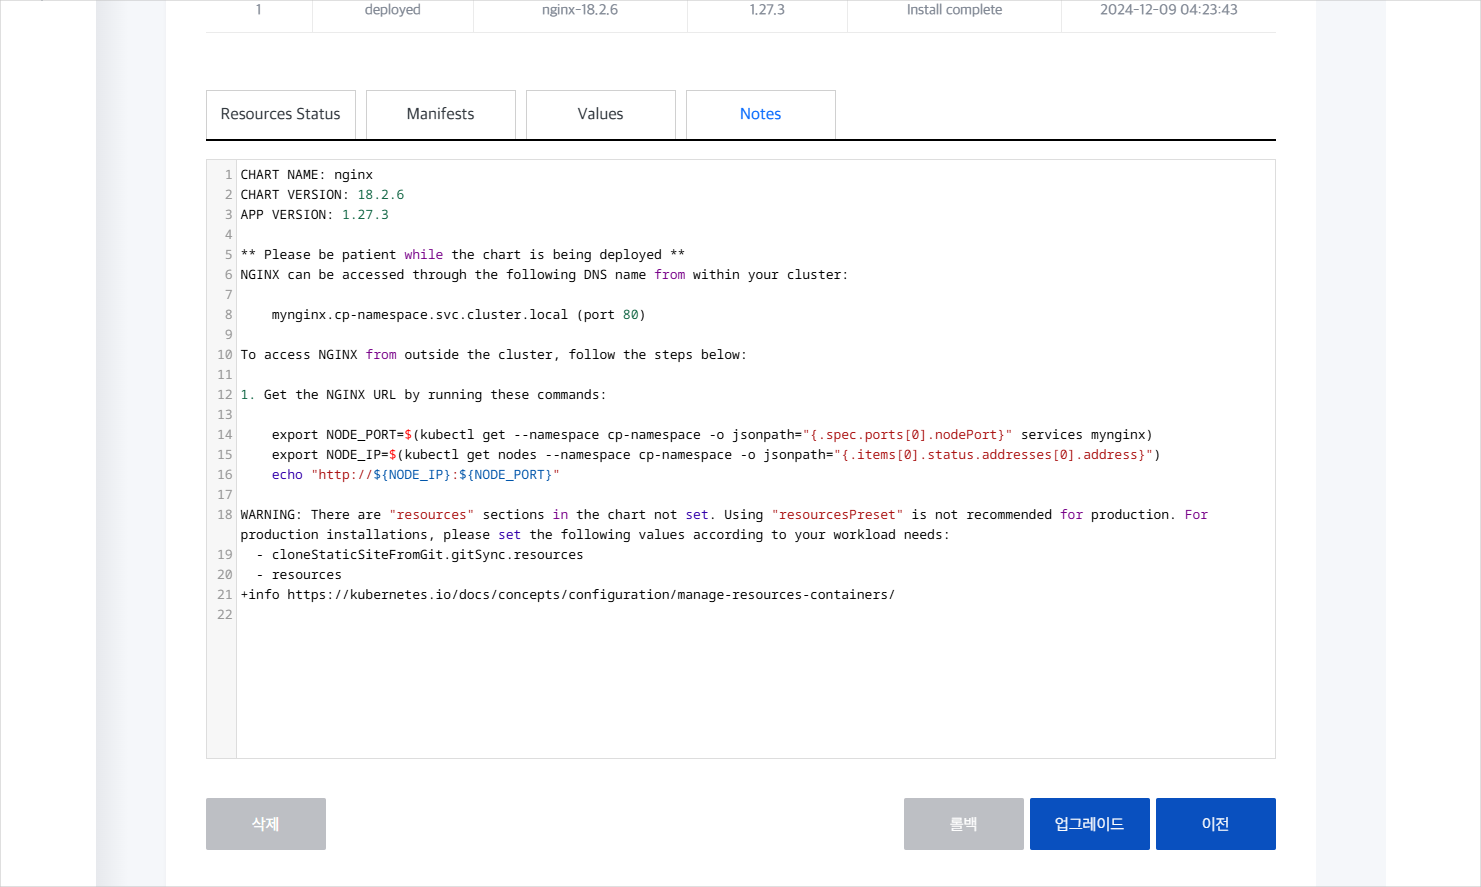 1 deployed nginx-18.2.6 1.27.3 Install complete 2024-12-09 04:23:43
Resources Status Manifests Values Notes
1 CHART NAME: nginx
2 CHART VERSION: 18.2.6
3 APP VERSION: 1.27.3
4
5 ** Please be patient while the chart is being deployed **
6 NGINX can be accessed through the following DNS name from within your cluster:
7
8 mynginx.cp-namespace.svc.cluster.local (port 80)
9
10 To access NGINX from outside the cluster, follow the steps below:
11
12 1. Get the NGINX URL by running these commands:
13
14 export NODE_PORT=$(kubectl get --namespace cp-namespace -o jsonpath="{.spec.ports[0].nodePort}" services mynginx)
15 export NODE_IP=$(kubectl get nodes --namespace cp-namespace -o jsonpath="{.items[0].status.addresses[0].address}")
16 echo "http://${NODE_IP}:${NODE_PORT}"
17
18 WARNING: There are "resources" sections in the chart not set. Using "resourcesPreset" is not recommended for production. For
production installations, please set the following values according to your workload needs:
19 - cloneStaticSiteFromGit.gitSync.resources
20 - resources
21 +info https://kubernetes.io/docs/concepts/configuration/manage-resources-containers/
22
삭제 롤백 업그레이드 이전